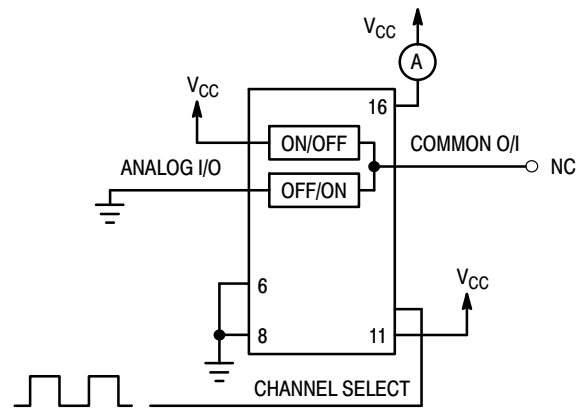 VCC
A
VCC
16
ON/OFF
COMMON O/I
ANALOG I/O
OFF/ON
NC
VCC
6
8
11
CHANNEL SELECT